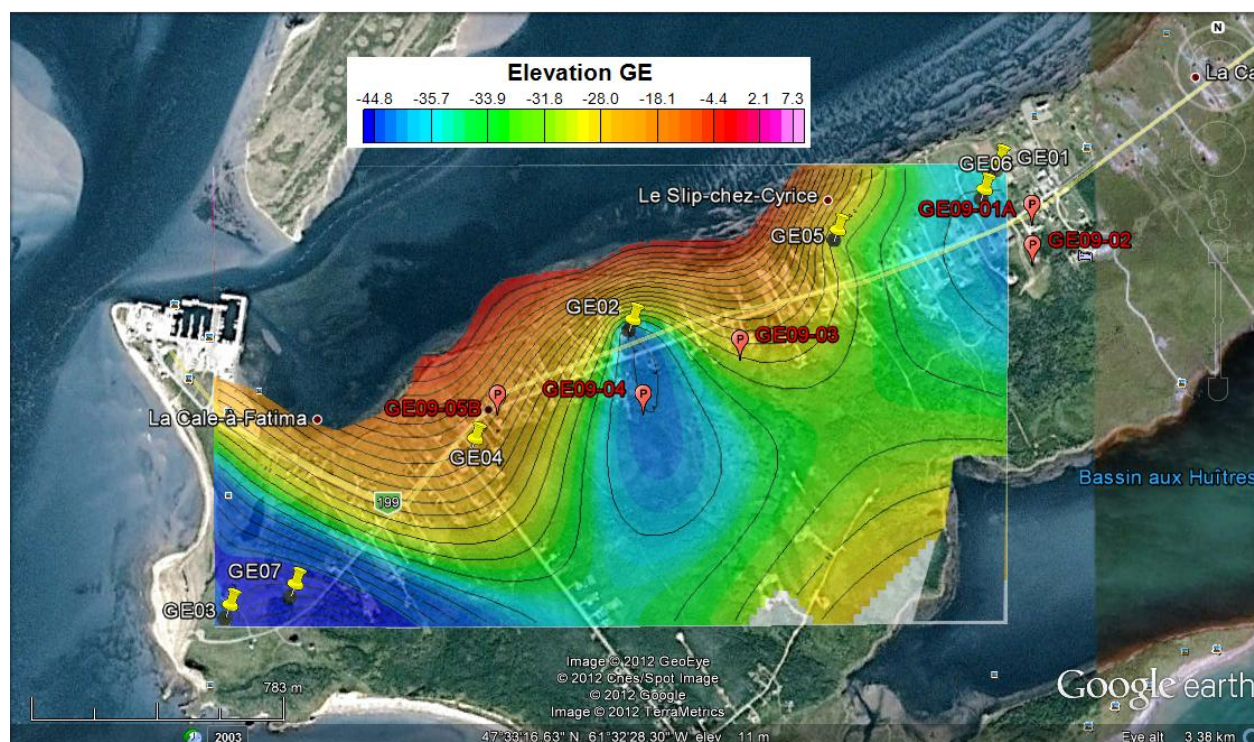 N
La Ca
Elevation GE
-44.8 -35.7 -33.9 -31.8 -28.0 -18.1 -4.4 2.1 7.3
GE06 GE01
Le Slip-chez-Cyrice
GE09-01A
GE05
GE09-02
GE02
GE09-03
GE09-04
GE09-05B
La Cale-à-Fatima
GE04
Bassin aux Huîtres
199
GE07
GE03
Image © 2012 GeoEye
© 2012 Cnes/Spot Image
© 2012 Google
Image © 2012 TerraMetrics
783 m
Google earth
2003
47°33'16.63" N 61°32'28.30" W elev 11 m
Eye alt 3.38 km